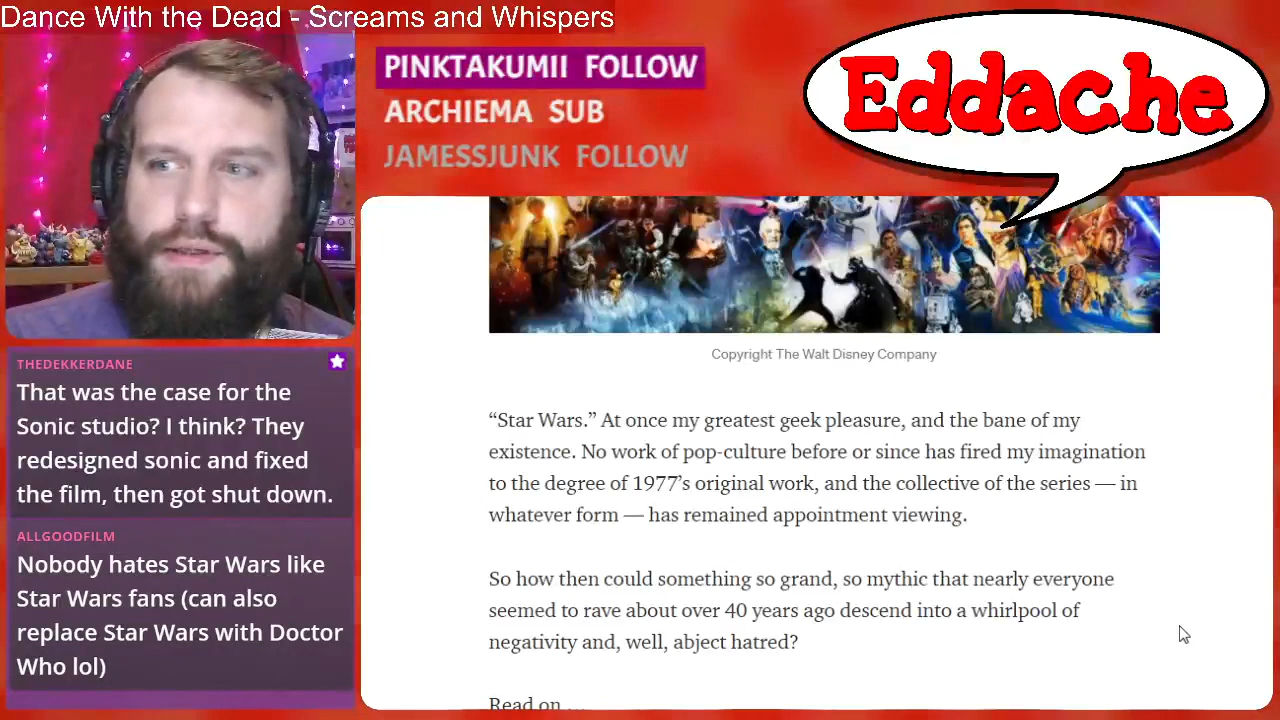 Dance With the Dead - Screams and Whispers
PINKTAKUMII FOLLOW
ARCHIEMA SUB
JAMESSJUNK FOLLOW
Eddache
THEDEKKERDANE
That was the case for the
Sonic studio? I think? They
redesigned sonic and fixed
the film, then got shut down.
ALLGOODFILM
Nobody hates Star Wars like
Star Wars fans (can also
replace Star Wars with Doctor
Who lol)
Copyright The Walt Disney Company
“Star Wars.” At once my greatest geek pleasure, and the bane of my
existence. No work of pop-culture before or since has fired my imagination
to the degree of 1977’s original work, and the collective of the series — in
whatever form — has remained appointment viewing.
So how then could something so grand, so mythic that nearly everyone
seemed to rave about over 40 years ago descend into a whirlpool of
negativity and, well, abject hatred?
Read on …